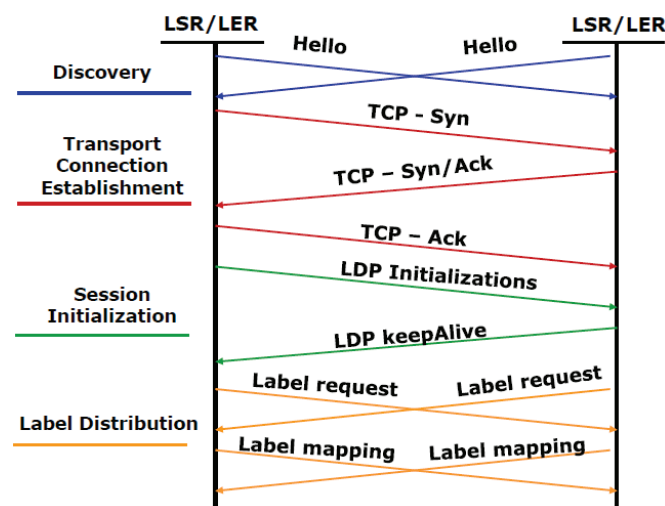 LSR/LER
LSR/LER
Hello
Hello
Discovery
TCP - Syn
Transport
Connection
Establishment
TCP – Syn/Ack
TCP – Ack
LDP Initializations
Session
Initialization
LDP keepAlive
Label request
Label request
Label Distribution
Label mapping
Label mapping